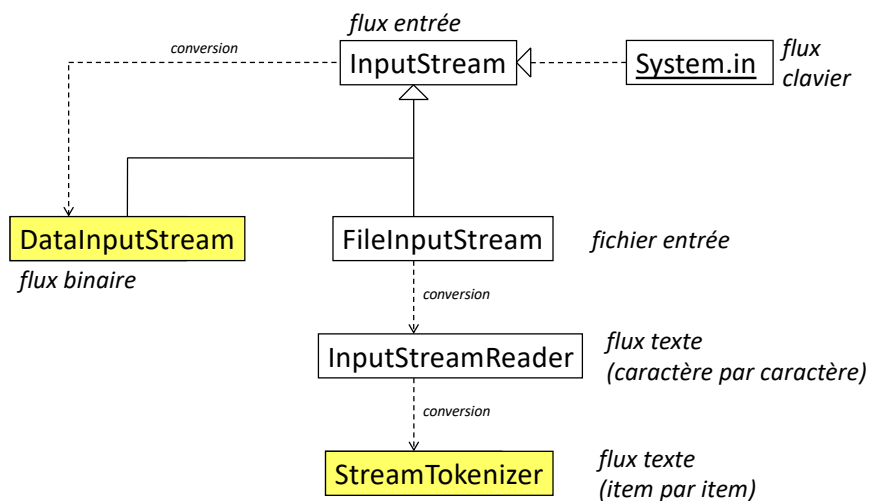 flux entrée
conversion
InputStream
System.in
flux
clavier
DataInputStream
FileInputStream
fichier entrée
flux binaire
conversion
InputStreamReader
flux texte
(caractère par caractère)
conversion
StreamTokenizer
flux texte
(item par item)